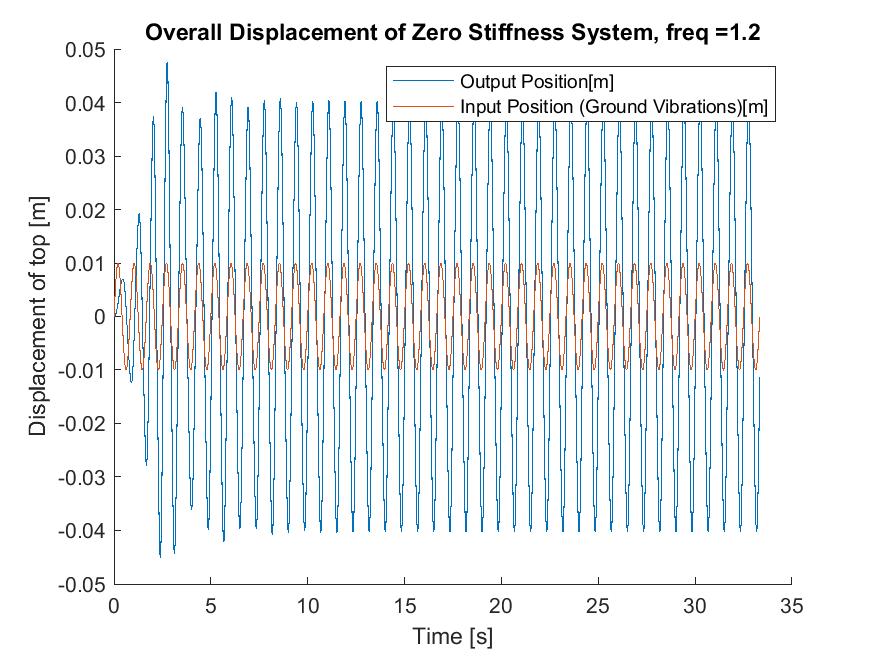 Overall Displacement of Zero Stiffness System, freq =1.2
Output Position[m]
Input Position (Ground Vibrations)[m]
Displacement of top [m]
0.05
0.04
0.03
0.02
0.01
0
-0.01
-0.02
-0.03
-0.04
-0.05
0 5 10 15 20 25 30 35
Time [s]